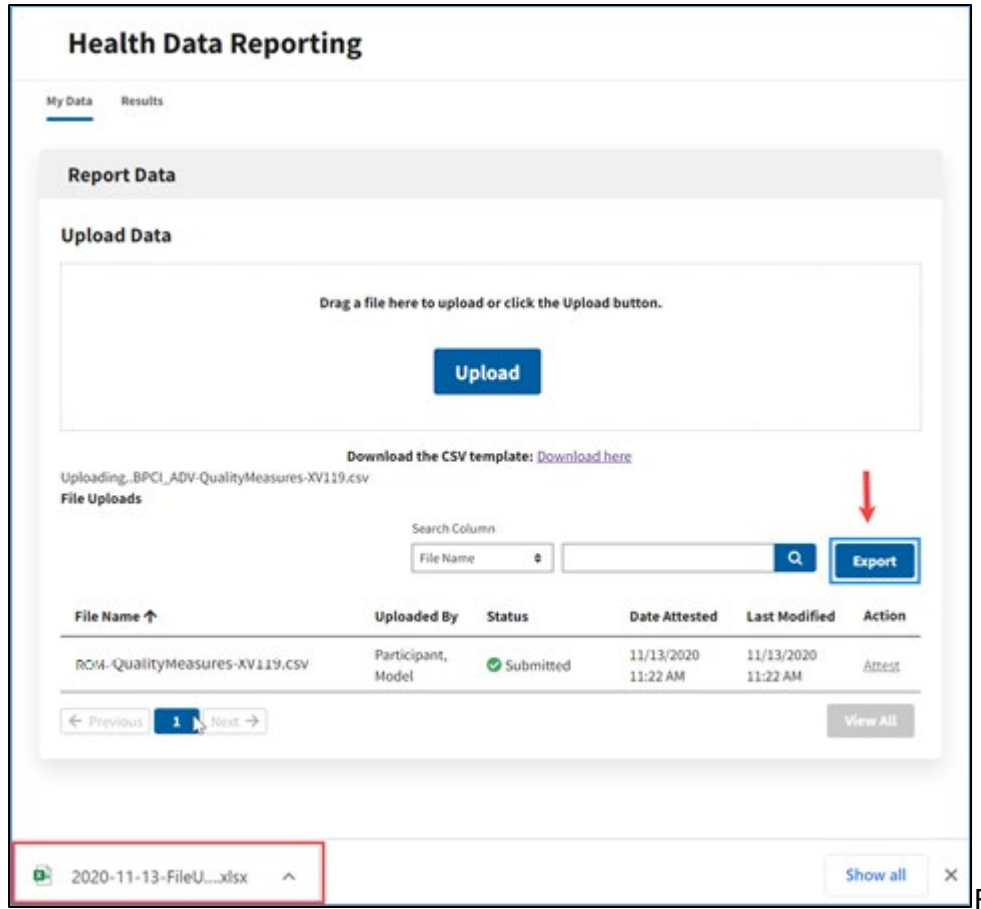 Health Data Reporting
My Data Results
Report Data
Upload Data
Drag a file here to upload or click the Upload button.
Upload
Download the CSV template: Download here
Uploading..BPCI_ADV-QualityMeasures-XV119.csv
File Uploads
Search Column
File Name
Export
File Name ↑ Uploaded By Status Date Attested Last Modified Action
Participant, 11/13/2020 11/13/2020
-QualityMeasures-XV119.csv Submitted Attest
Model 11:22 AM 11:22 AM
← Previous 1 Next → View All
2020-11-13-FileU....xlsx Show all